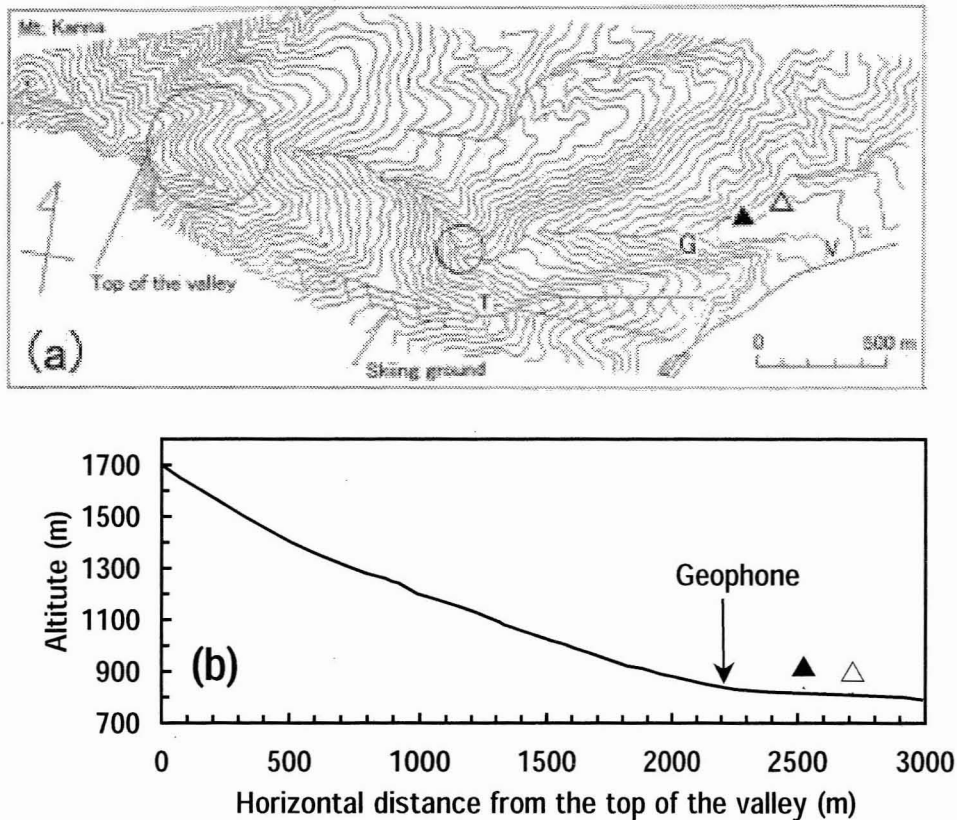 Mt. Kanna
Top of the valley
(a)
Skiing ground
T
G
V
0 500 m
1700
1500
1300
1100
900
700
Altitute (m)
Geophone
(b)
0 500 1000 1500 2000 2500 3000
Horizontal distance from the top of the valley (m)